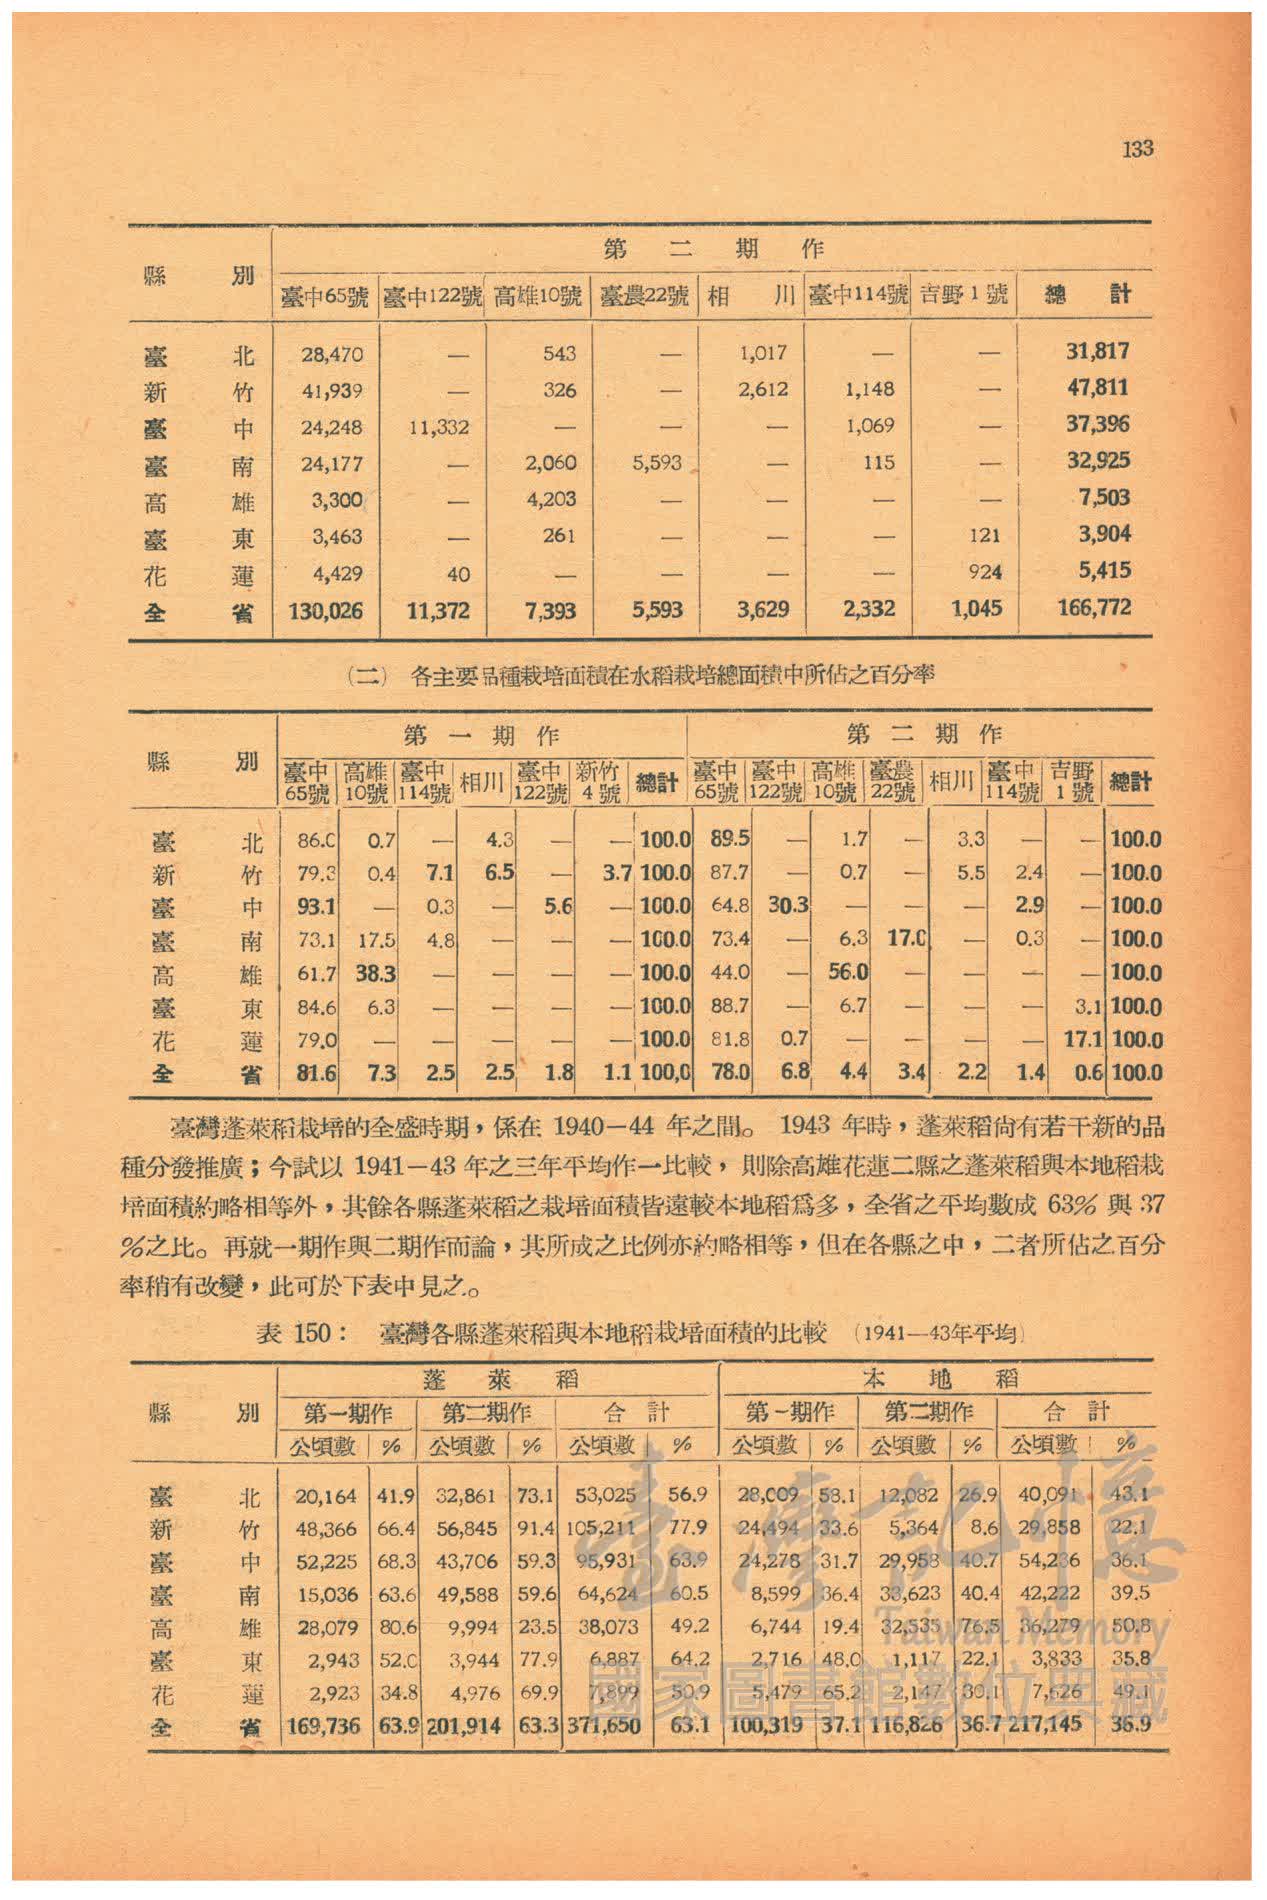 133
縣 別 第 二 期 作
臺中65號 臺中122號 高雄10號 臺農22號 相 川 臺中114號 吉野1號 總 計
臺 北 28,470 — 543 — 1,017 — — 31,817
新 竹 41,939 — 326 — 2,612 1,148 — 47,811
臺 中 24,248 11,332 — — — 1,069 — 37,396
臺 南 24,177 — 2,060 5,593 — 115 — 32,925
高 雄 3,300 — 4,203 — — — — 7,503
臺 東 3,463 — 261 — — — 121 3,904
花 蓮 4,429 40 — — — — 924 5,415
全 省 130,026 11,372 7,393 5,593 3,629 2,332 1,045 166,772
(二) 各主要品種栽培面積在水稻栽培總面積中所佔之百分率
縣 別 第 一 期 作 第 二 期 作
臺中65號 高雄10號 臺中114號 相川 臺中122號 新竹4號 總計 臺中65號 臺中122號 高雄10號 臺農22號 相川 臺中114號 吉野1號 總計
臺 北 86.0 0.7 — 4.3 — — 100.0 89.5 — 1.7 — 3.3 — — 100.0
新 竹 79.3 0.4 7.1 6.5 — 3.7 100.0 87.7 — 0.7 — 5.5 2.4 — 100.0
臺 中 93.1 — 0.3 — 5.6 — 100.0 64.8 30.3 — — — 2.9 — 100.0
臺 南 73.1 17.5 4.8 — — — 100.0 73.4 — 6.3 17.0 — 0.3 — 100.0
高 雄 61.7 38.3 — — — — 100.0 44.0 — 56.0 — — — — 100.0
臺 東 84.6 6.3 — — — — 100.0 88.7 — 6.7 — — — 3.1 100.0
花 蓮 79.0 — — — — — 100.0 81.8 0.7 — — — — 17.1 100.0
全 省 81.6 7.3 2.5 2.5 1.8 1.1 100,0 78.0 6.8 4.4 3.4 2.2 1.4 0.6 100.0
臺灣蓬萊稻栽培的全盛時期，係在 1940—44 年之間。 1943 年時，蓬萊稻尙有若干新的品
種分發推廣；今試以 1941—43 年之三年平均作一比較，則除高雄花蓮二縣之蓬萊稻與本地稻栽
培面積約略相等外，其餘各縣蓬萊稻之栽培面積皆遠較本地稻爲多，全省之平均數成 63% 與 37
%之比。再就一期作與二期作而論，其所成之比例亦約略相等，但在各縣之中，二者所佔之百分
率稍有改變，此可於下表中見之。
表 150： 臺灣各縣蓬萊稻與本地稻栽培面積的比較 (1941—43年平均)
縣 別 蓬 萊 稻 本 地 稻
第一期作 第二期作 合 計 第一期作 第二期作 合 計
公頃數 % 公頃數 % 公頃數 % 公頃數 % 公頃數 % 公頃數 %
臺 北 20,164 41.9 32,861 73.1 53,025 56.9 28,009 58.1 12,082 26.9 40,091 43.1
新 竹 48,366 66.4 56,845 91.4 105,211 77.9 24,494 33.6 5,364 8.6 29,858 22.1
臺 中 52,225 68.3 43,706 59.3 95,931 63.9 24,278 31.7 29,958 40.7 54,236 36.1
臺 南 15,036 63.6 49,588 59.6 64,624 60.5 8,599 36.4 33,623 40.4 42,222 39.5
高 雄 28,079 80.6 9,994 23.5 38,073 49.2 6,744 19.4 32,535 76.5 36,279 50.8
臺 東 2,943 52.0 3,944 77.9 6,887 64.2 2,716 48.0 1,117 22.1 3,833 35.8
花 蓮 2,923 34.8 4,976 69.9 7,899 50.9 5,479 65.2 2,147 30.1 7,626 49.1
全 省 169,736 63.9 201,914 63.3 371,650 63.1 100,319 37.1 116,826 36.7 217,145 36.9
臺灣記憶
Taiwan Memory
國家圖書館數位典藏